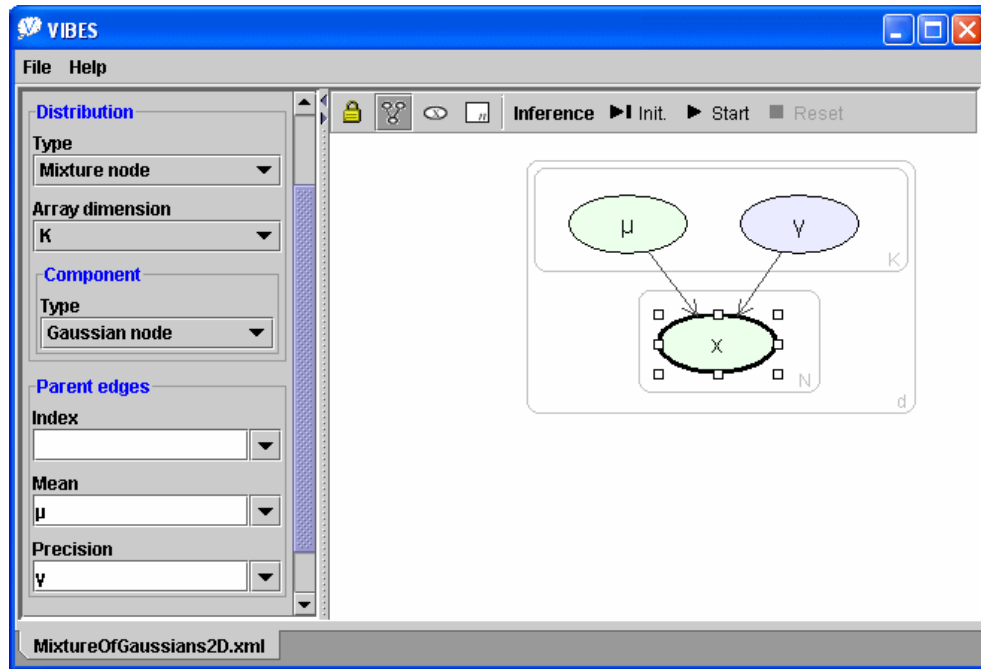 VIBES
File Help
Distribution
Type
Mixture node
Array dimension
K
Component
Type
Gaussian node
Parent edges
Index
Mean
μ
Precision
γ
x n Inference Init. Start Reset
μ γ
K
x
N
d
MixtureOfGaussians2D.xml